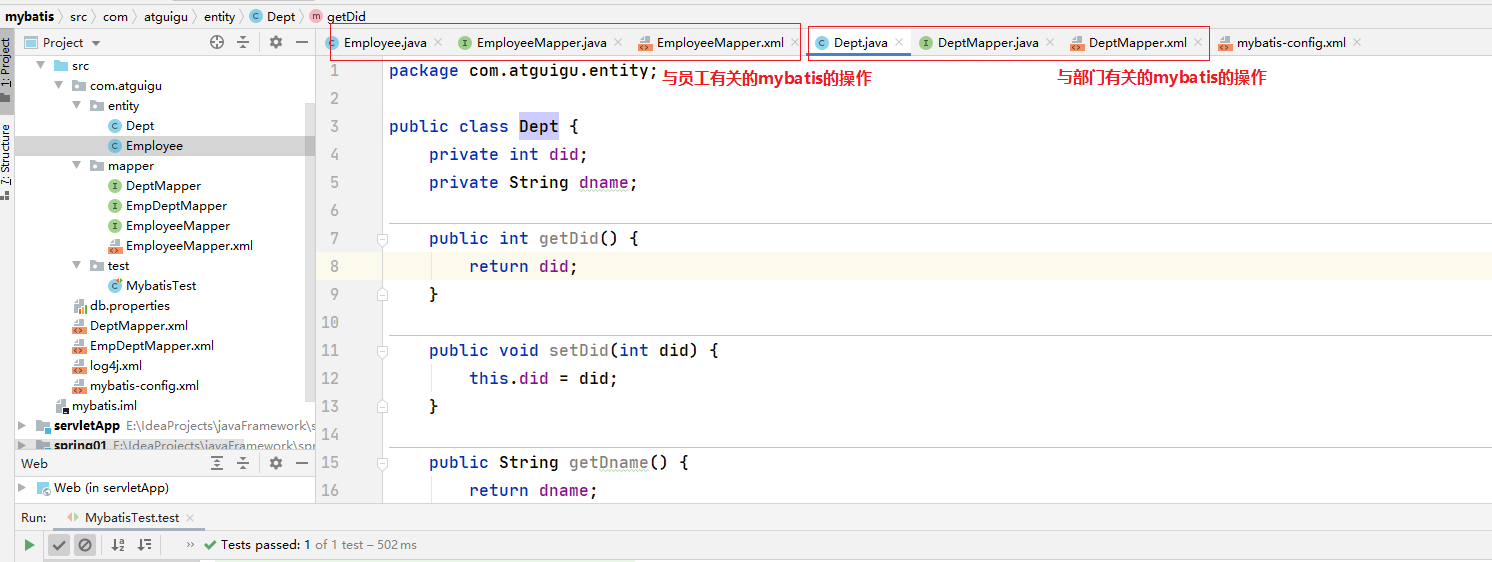 mybatis src com atguigu entity Dept getDid
Project
Employee.java EmployeeMapper.java EmployeeMapper.xml Dept.java DeptMapper.java DeptMapper.xml mybatis-config.xml
与员工有关的mybatis的操作
与部门有关的mybatis的操作
1: Project
7: Structure
src
com.atguigu
entity
Dept
Employee
mapper
DeptMapper
EmpDeptMapper
EmployeeMapper
EmployeeMapper.xml
test
MybatisTest
db.properties
DeptMapper.xml
EmpDeptMapper.xml
log4j.xml
mybatis-config.xml
mybatis.iml
servletApp E:\IdeaProjects\javaFramework\s
spring01 E:\IdeaProjects\javaFramework\spr
Web
Web (in servletApp)
1 package com.atguigu.entity;
2
3 public class Dept {
4 private int did;
5 private String dname;
6
7 public int getDid() {
8 return did;
9 }
10
11 public void setDid(int did) {
12 this.did = did;
13 }
14
15 public String getDname() {
16 return dname;
Run: MybatisTest.test
Tests passed: 1 of 1 test – 502 ms